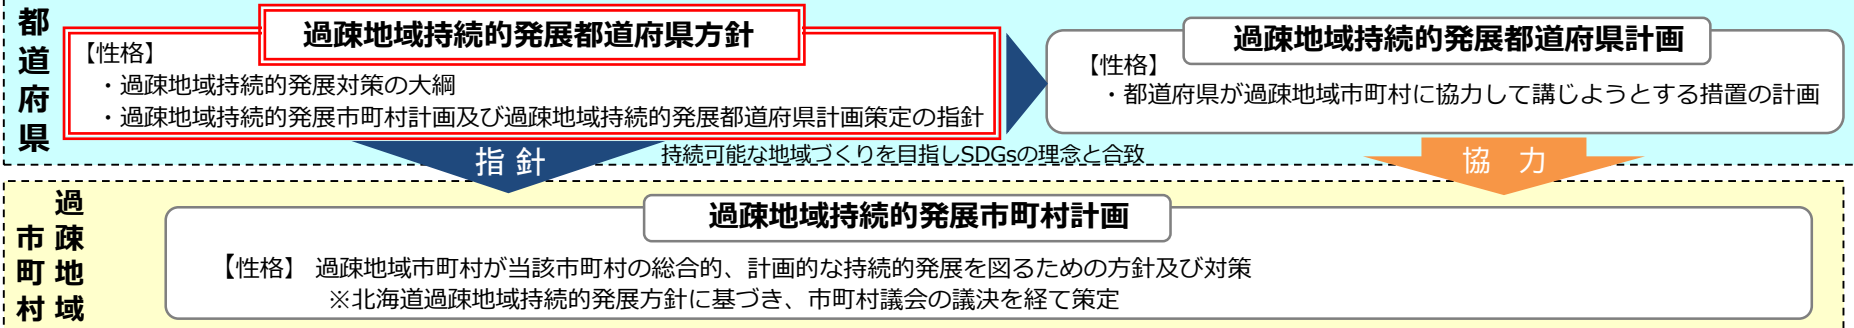 都道府県
過疎地域持続的発展都道府県方針
【性格】
・過疎地域持続的発展対策の大綱
・過疎地域持続的発展市町村計画及び過疎地域持続的発展都道府県計画策定の指針
過疎地域持続的発展都道府県計画
【性格】
・都道府県が過疎地域市町村に協力して講じようとする措置の計画
指針
持続可能な地域づくりを目指しSDGsの理念と合致
協 力
過疎地域
市町村
過疎地域持続的発展市町村計画
【性格】 過疎地域市町村が当該市町村の総合的、計画的な持続的発展を図るための方針及び対策
※北海道過疎地域持続的発展方針に基づき、市町村議会の議決を経て策定